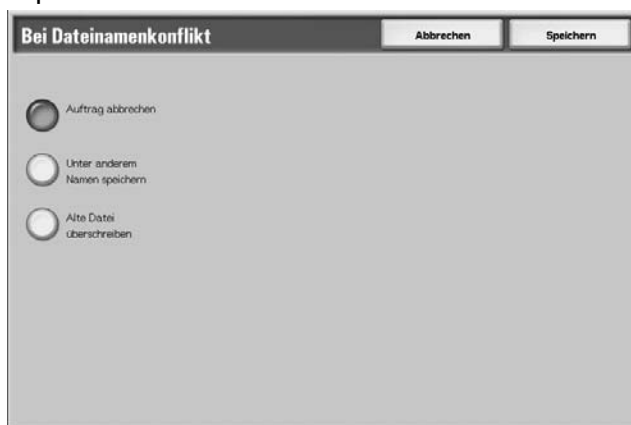 Bei Dateinamenkonflikt
Abbrechen
Speichern
Auftrag abbrechen
Unter anderem
Namen speichern
Alte Datei
überschreiben